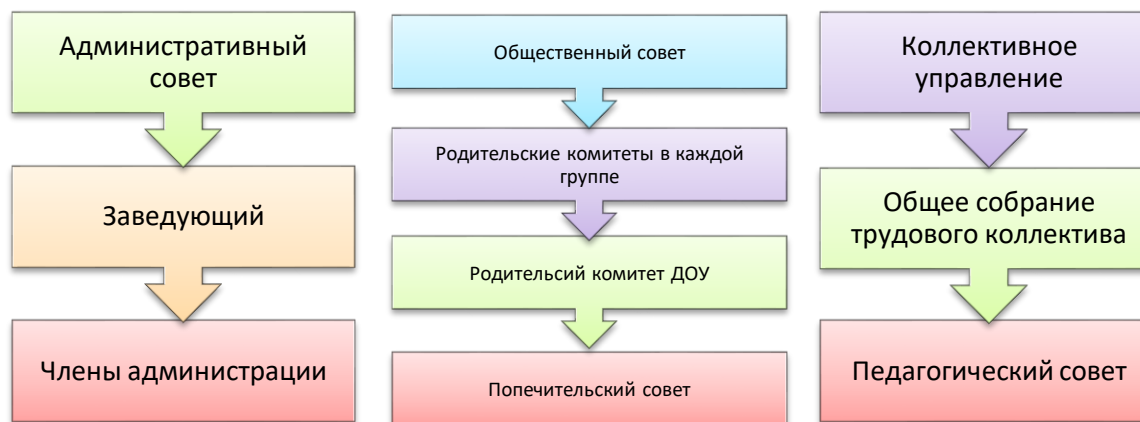 Административный
совет
Заведующий
Члены администрации
Общественный совет
Родительские комитеты в каждой
группе
Родительсий комитет ДОУ
Попечительский совет
Коллективное
управление
Общее собрание
трудового коллектива
Педагогический совет